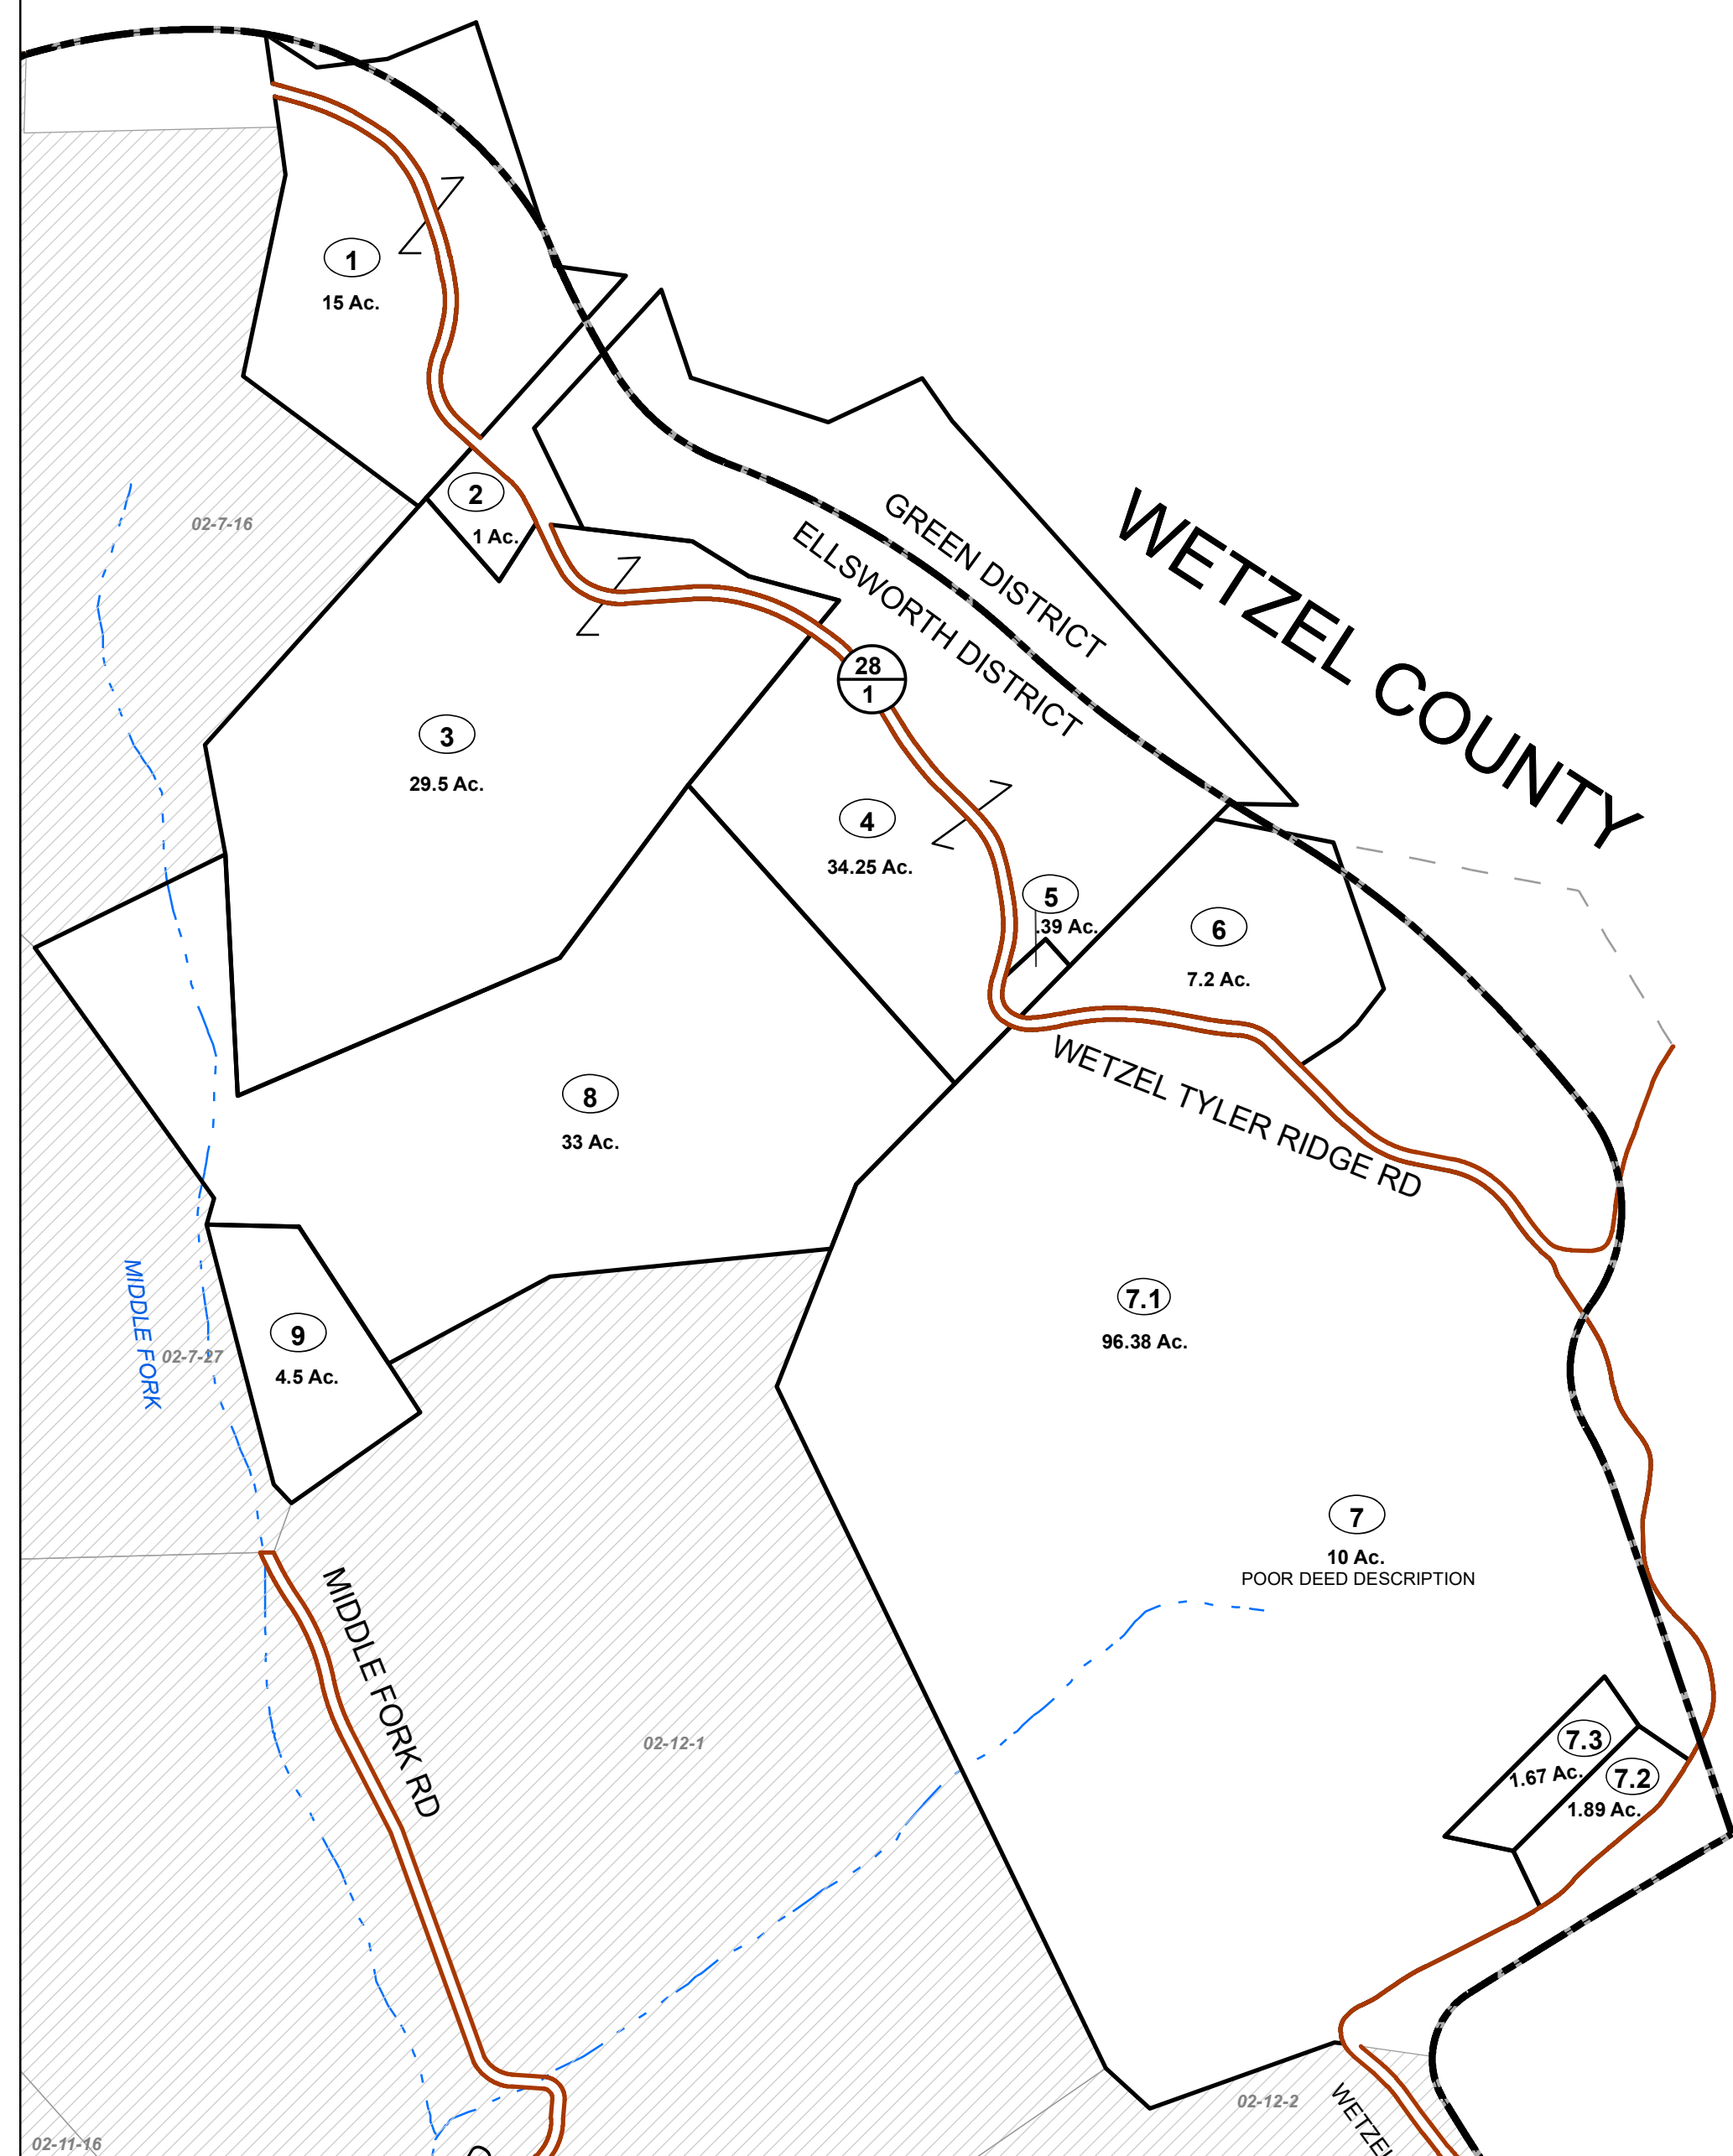 1
15 Ac.
2
1 Ac.
02-7-16
GREEN DISTRICT
ELLSWORTH DISTRICT
WETZEL COUNTY
28
1
3
29.5 Ac.
4
34.25 Ac.
5
.39 Ac.
6
7.2 Ac.
WETZEL TYLER RIDGE RD
8
33 Ac.
7.1
96.38 Ac.
MIDDLE FORK
9
4.5 Ac.
02-7-27
7
10 Ac.
POOR DEED DESCRIPTION
MIDDLE FORK RD
02-12-1
7.3
1.67 Ac.
7.2
1.89 Ac.
02-12-2
WETZEL
02-11-16